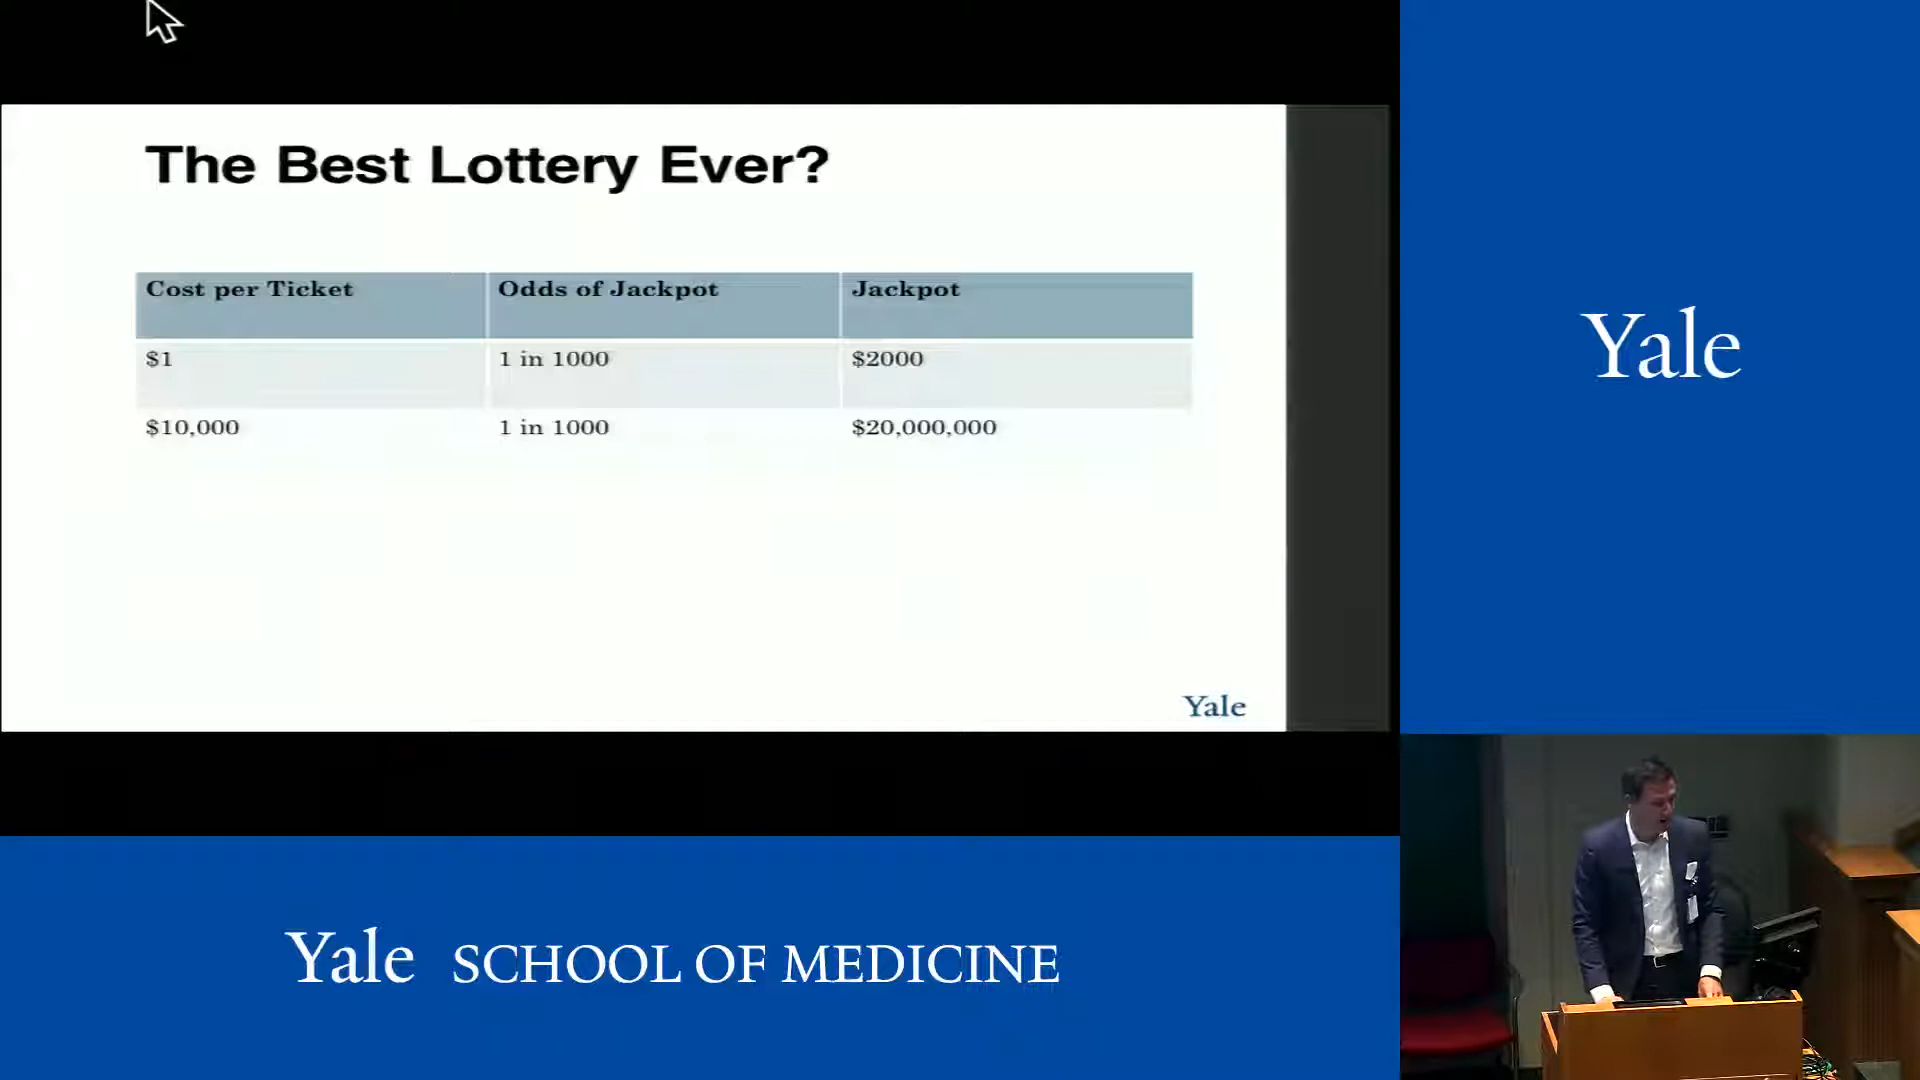 The Best Lottery Ever?
Cost per Ticket Odds of Jackpot Jackpot
$1 1 in 1000 $2000
$10,000 1 in 1000 $20,000,000
Yale
Yale
Yale SCHOOL OF MEDICINE